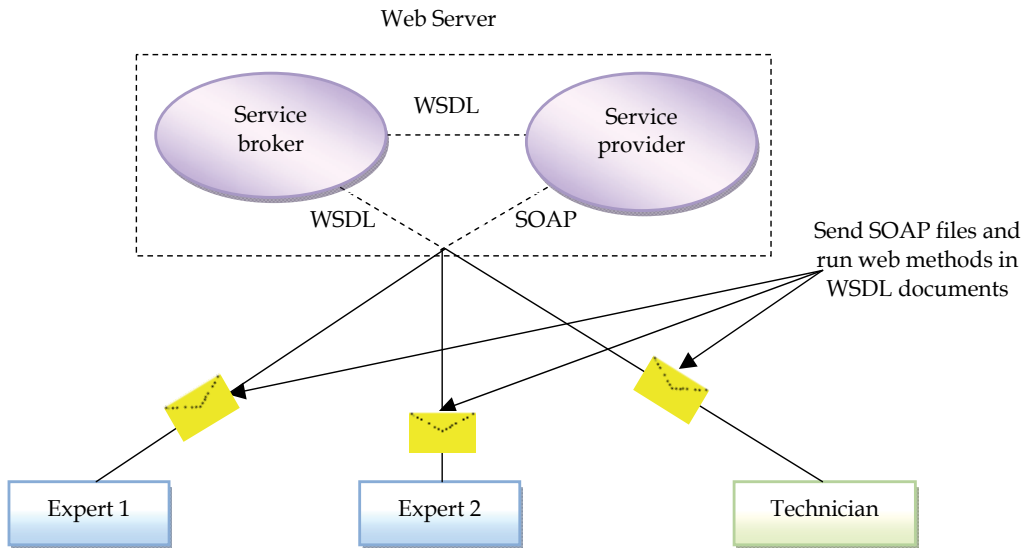 Web Server
Service
broker
WSDL
Service
provider
WSDL
SOAP
Send SOAP files and
run web methods in
WSDL documents
Expert 1
Expert 2
Technician